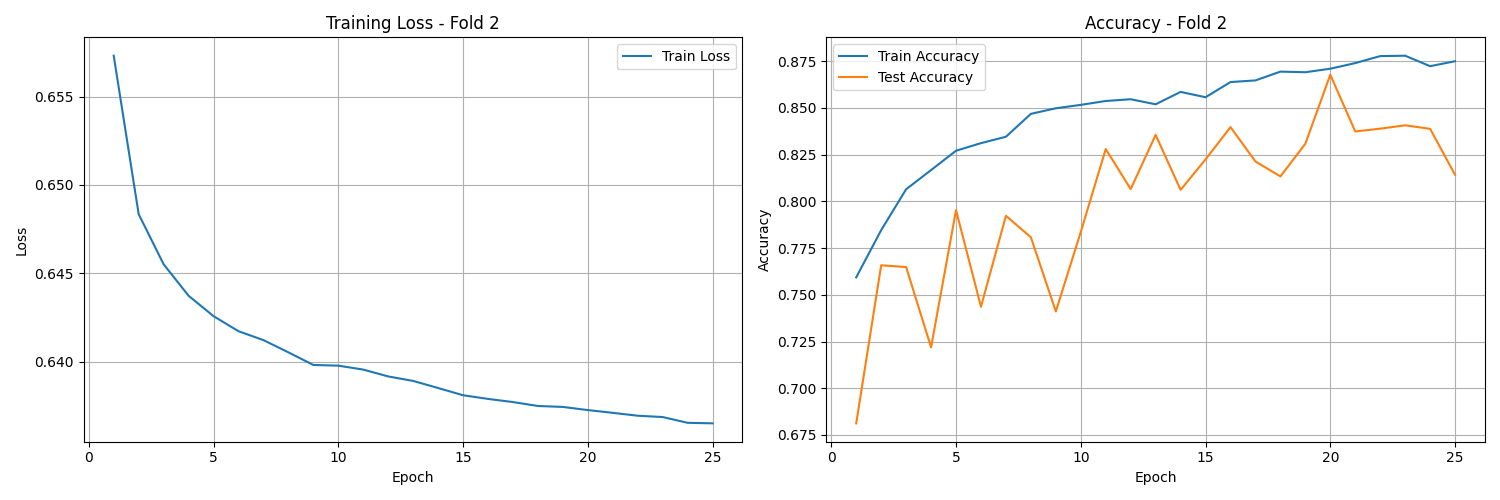 Training Loss - Fold 2
Train Loss
0.655
0.650
0.645
0.640
Loss
0 5 10 15 20 25
Epoch
Accuracy - Fold 2
Train Accuracy
Test Accuracy
0.875
0.850
0.825
0.800
0.775
0.750
0.725
0.700
0.675
Accuracy
0 5 10 15 20 25
Epoch